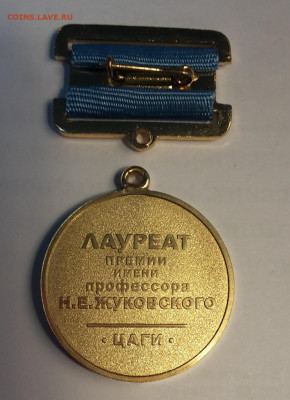 COINS.LAVE.RU
ЛАУРЕАТ
ПРЕМИИ
ИМЕНИ
профессора
Н.Е.ЖУКОВСКОГО
· ЦАГИ ·